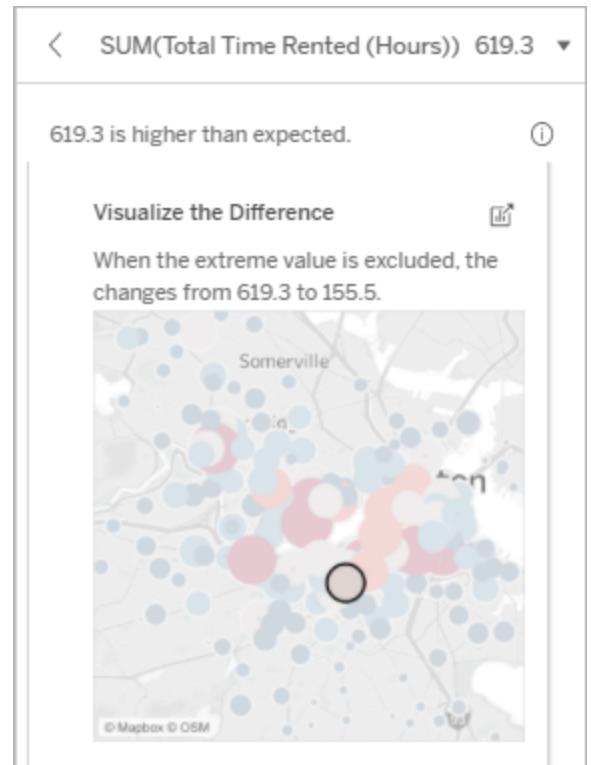 SUM(Total Time Rented (Hours)) 619.3
619.3 is higher than expected.
Visualize the Difference
When the extreme value is excluded, the
changes from 619.3 to 155.5.
Somerville
© Mapbox © OSM